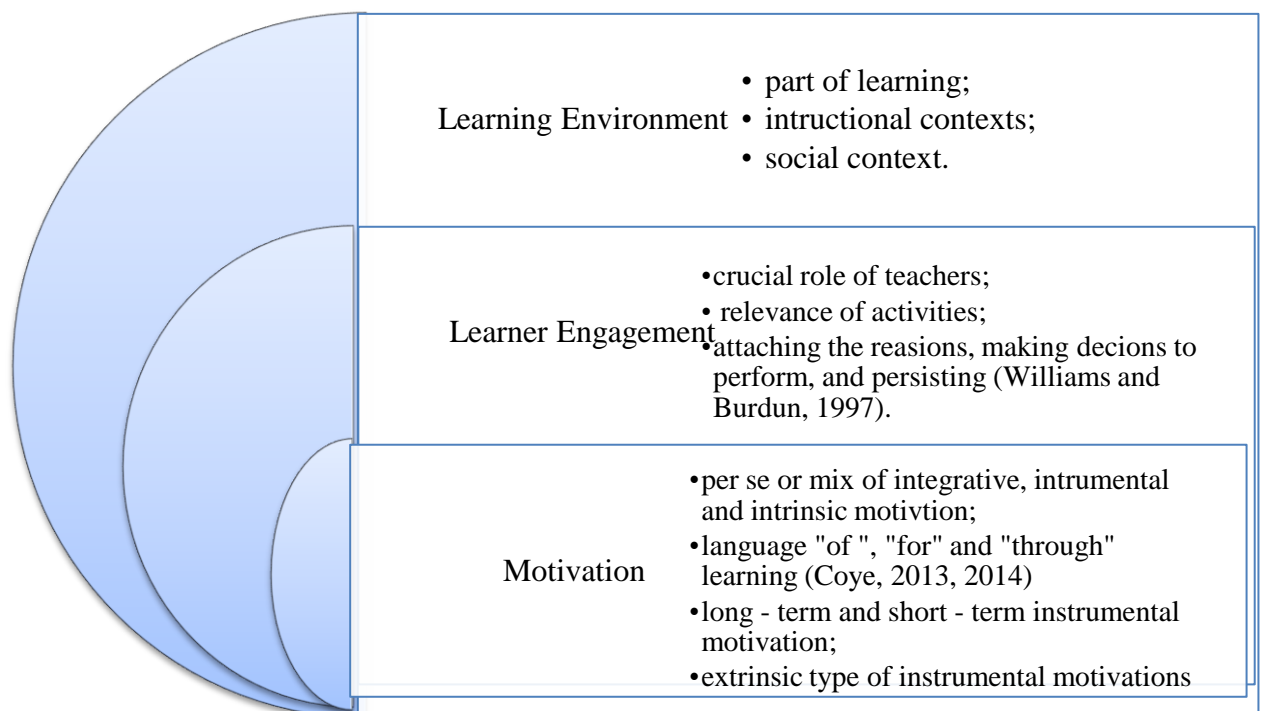 Learning Environment
• part of learning;
• intructional contexts;
• social context.
Learner Engagement
•crucial role of teachers;
• relevance of activities;
•attaching the reasions, making decions to
perform, and persisting (Williams and
Burdun, 1997).
Motivation
•per se or mix of integrative, intrumental
and intrinsic motivtion;
•language "of ", "for" and "through"
learning (Coye, 2013, 2014)
•long - term and short - term instrumental
motivation;
•extrinsic type of instrumental motivations